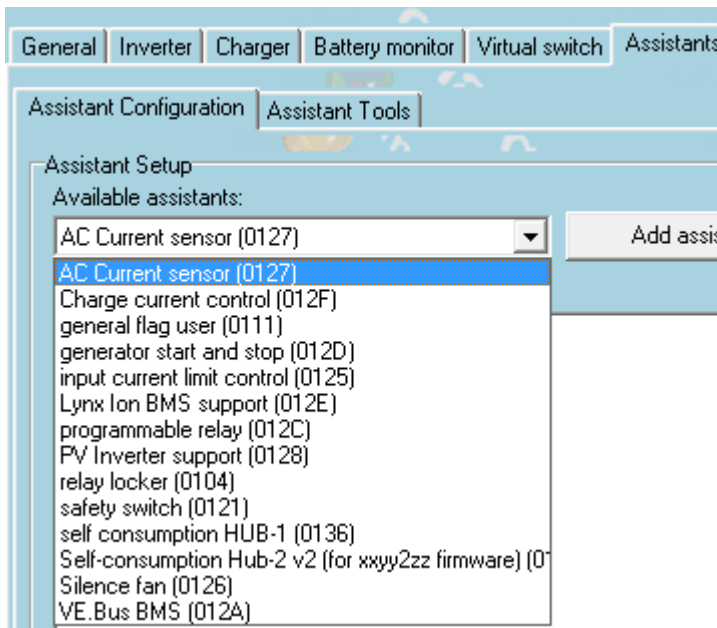 General Inverter Charger Battery monitor Virtual switch Assistants
Assistant Configuration Assistant Tools
Assistant Setup
Available assistants:
AC Current sensor (0127) Add assis
AC Current sensor (0127)
Charge current control (012F)
general flag user (0111)
generator start and stop (012D)
input current limit control (0125)
Lynx Ion BMS support (012E)
programmable relay (012C)
PV Inverter support (0128)
relay locker (0104)
safety switch (0121)
self consumption HUB-1 (0136)
Self-consumption Hub-2 v2 (for xxyy2zz firmware) (01
Silence fan (0126)
VE.Bus BMS (012A)